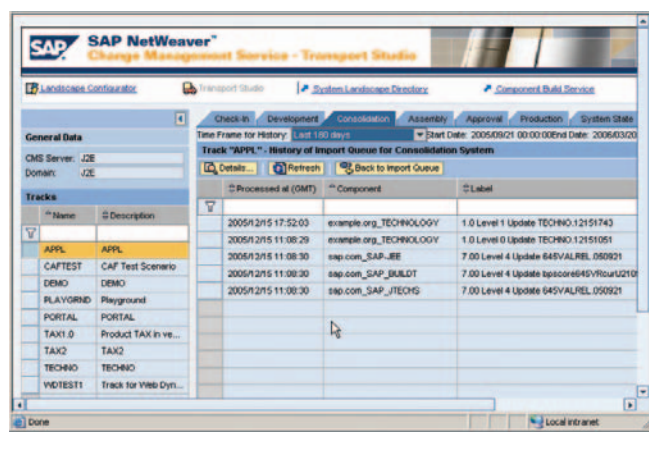 SAP
SAP NetWeaver™
Change Management Service - Transport Studio
Landscape Configurator
Transport Studio
System Landscape Directory
Component Build Service
Check-In Development Consolidation Assembly Approval Production System State
General Data
Time Frame for History: Last 180 days Start Date: 2005/09/21 00:00:00 End Date: 2006/03/20
Track "APPL" - History of Import Queue for Consolidation System
CMS Server: J2E
Domain: J2E
Details... Refresh Back to Import Queue
Tracks
Processed at (GMT) Component Label
Name Description
2005/12/15 17:52:03 example.org_TECHNOLOGY 1.0 Level 1 Update TECHNO.12151743
2005/12/15 11:08:29 example.org_TECHNOLOGY 1.0 Level 0 Update TECHNO.12151051
2005/12/15 11:08:30 sap.com_SAP-JEE 7.00 Level 4 Update 645VALREL.050921
2005/12/15 11:08:30 sap.com_SAP_BUILDT 7.00 Level 4 Update
2005/12/15 11:08:30 sap.com_SAP_JTECHS 7.00 Level 4 Update 645VALREL.050921
APPL APPL
CAFTEST CAF Test Scenario
DEMO DEMO
PLAYGRND Playground
PORTAL PORTAL
TAX1.0 Product TAX in ve...
TAX2 TAX2
TECHNO TECHNO
WDTEST1 Track for Web Dyn...
Done
Local intranet